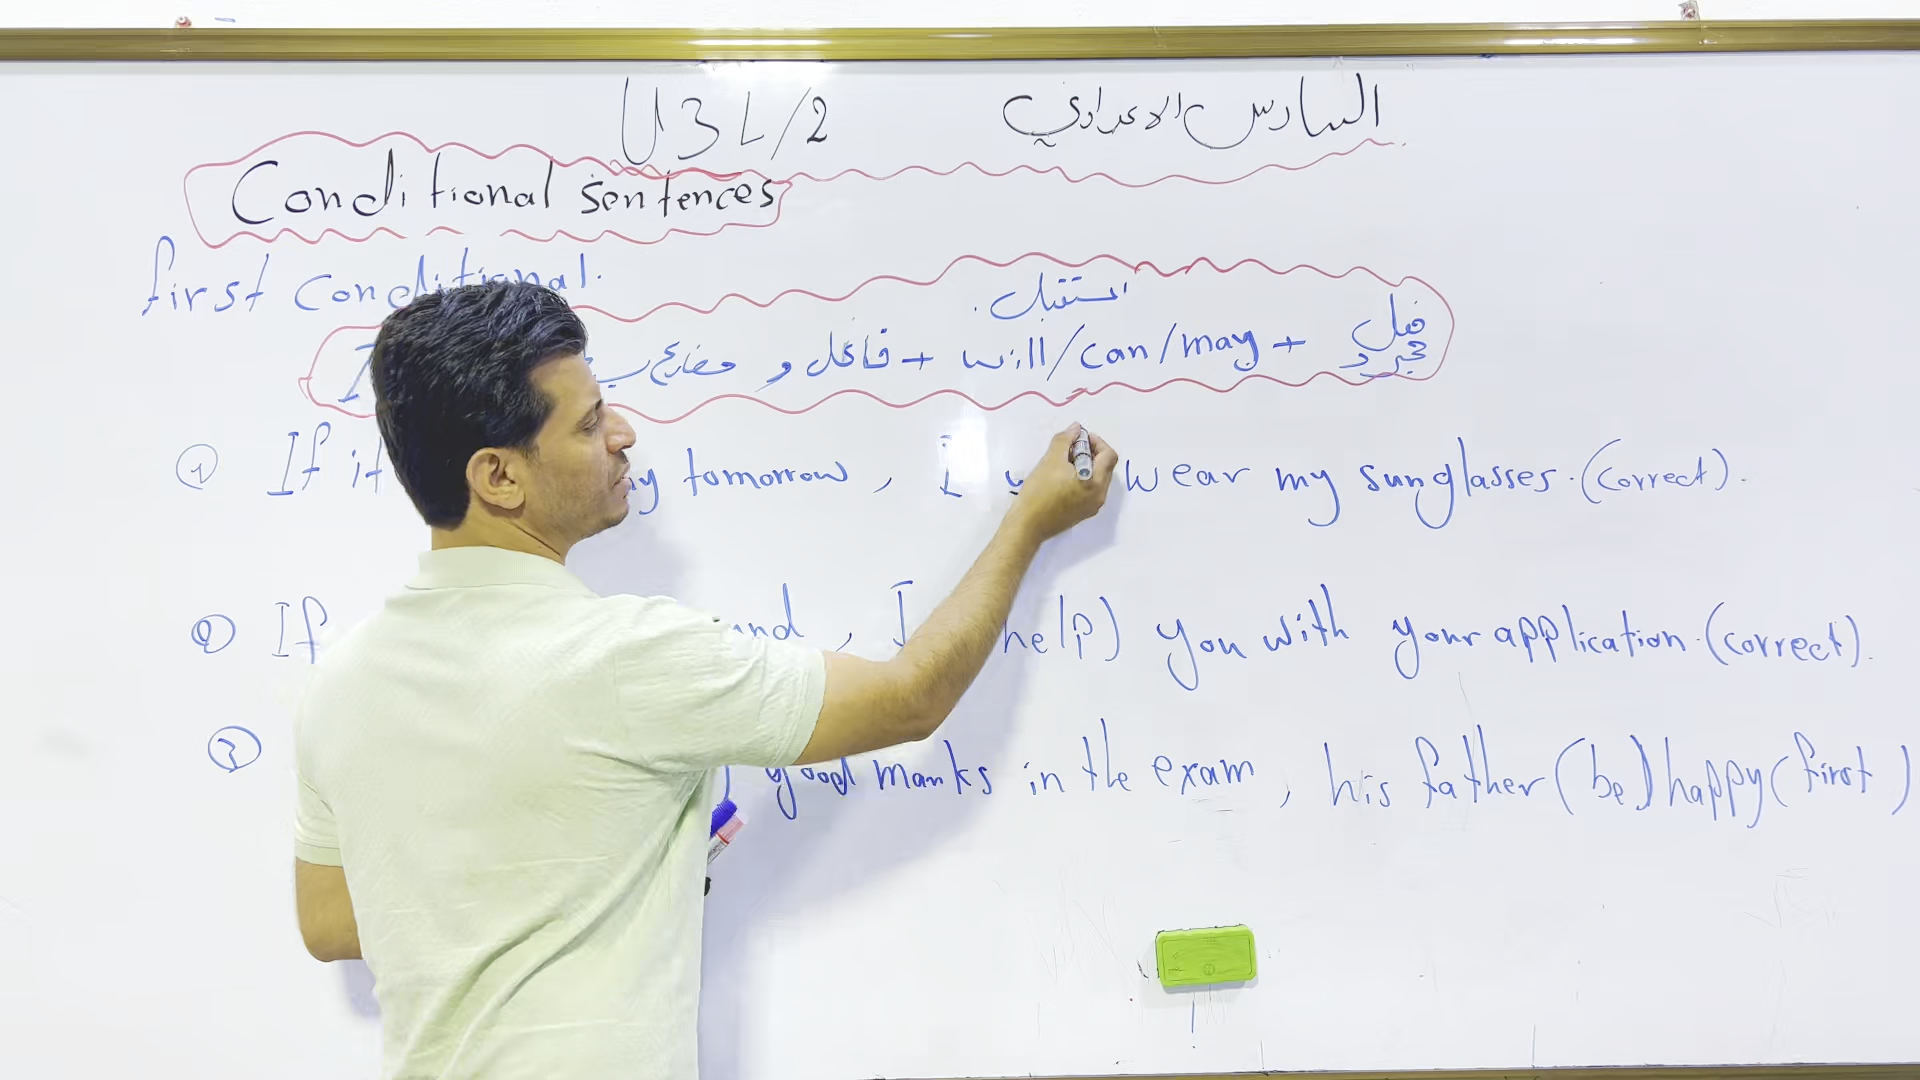 U3 L/2 السادس الاعدادي
Conditional sentences
first conditional.
مستقبل
مضارع بسيط و فاعل + will/can/may + فعل مجرد
① If it tomorrow, I wear my sunglasses. (correct).
② If , I help) you with your application. (correct).
③ good marks in the exam, his father (be) happy (first)